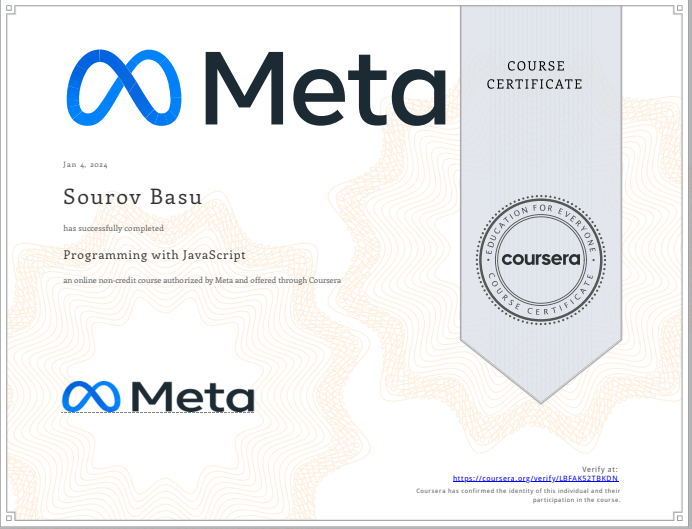 Meta
COURSE
CERTIFICATE
Jan 4, 2024
Sourov Basu
has successfully completed
Programming with JavaScript
an online non-credit course authorized by Meta and offered through Coursera
EDUCATION FOR EVERYONE
coursera
COURSE CERTIFICATE
Meta
Verify at:
https://coursera.org/verify/LBFAK52TBKDN
Coursera has confirmed the identity of this individual and their
participation in the course.